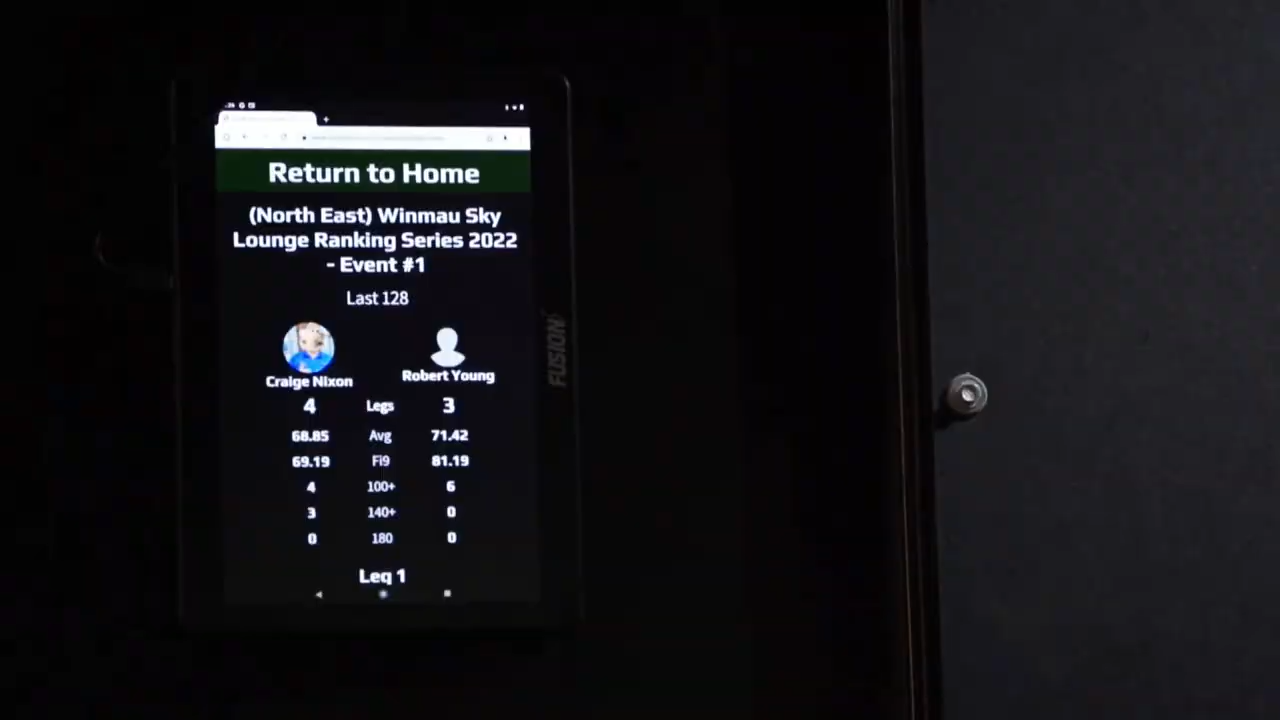 Return to Home
(North East) Winmau Sky
Lounge Ranking Series 2022
- Event #1
Last 128
Craige Nixon
Robert Young
4 Legs 3
68.85 Avg 71.42
69.19 Fi9 81.19
4 100+ 6
3 140+ 0
0 180 0
Leg 1
FUSION5